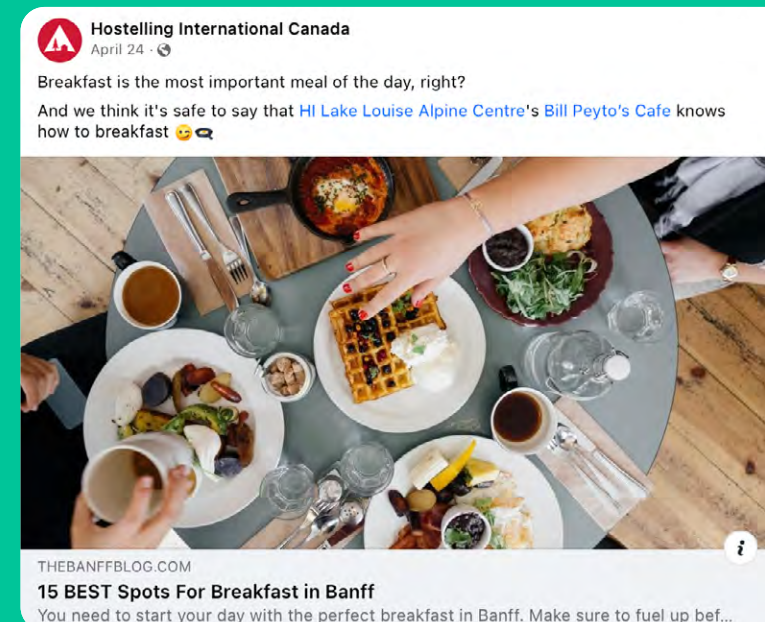 Hostelling International Canada
April 24 ·
Breakfast is the most important meal of the day, right?
And we think it's safe to say that HI Lake Louise Alpine Centre's Bill Peyto's Cafe knows
how to breakfast 😉🍳
THEBANFFBLOG.COM
15 BEST Spots For Breakfast in Banff
You need to start your day with the perfect breakfast in Banff. Make sure to fuel up bef...